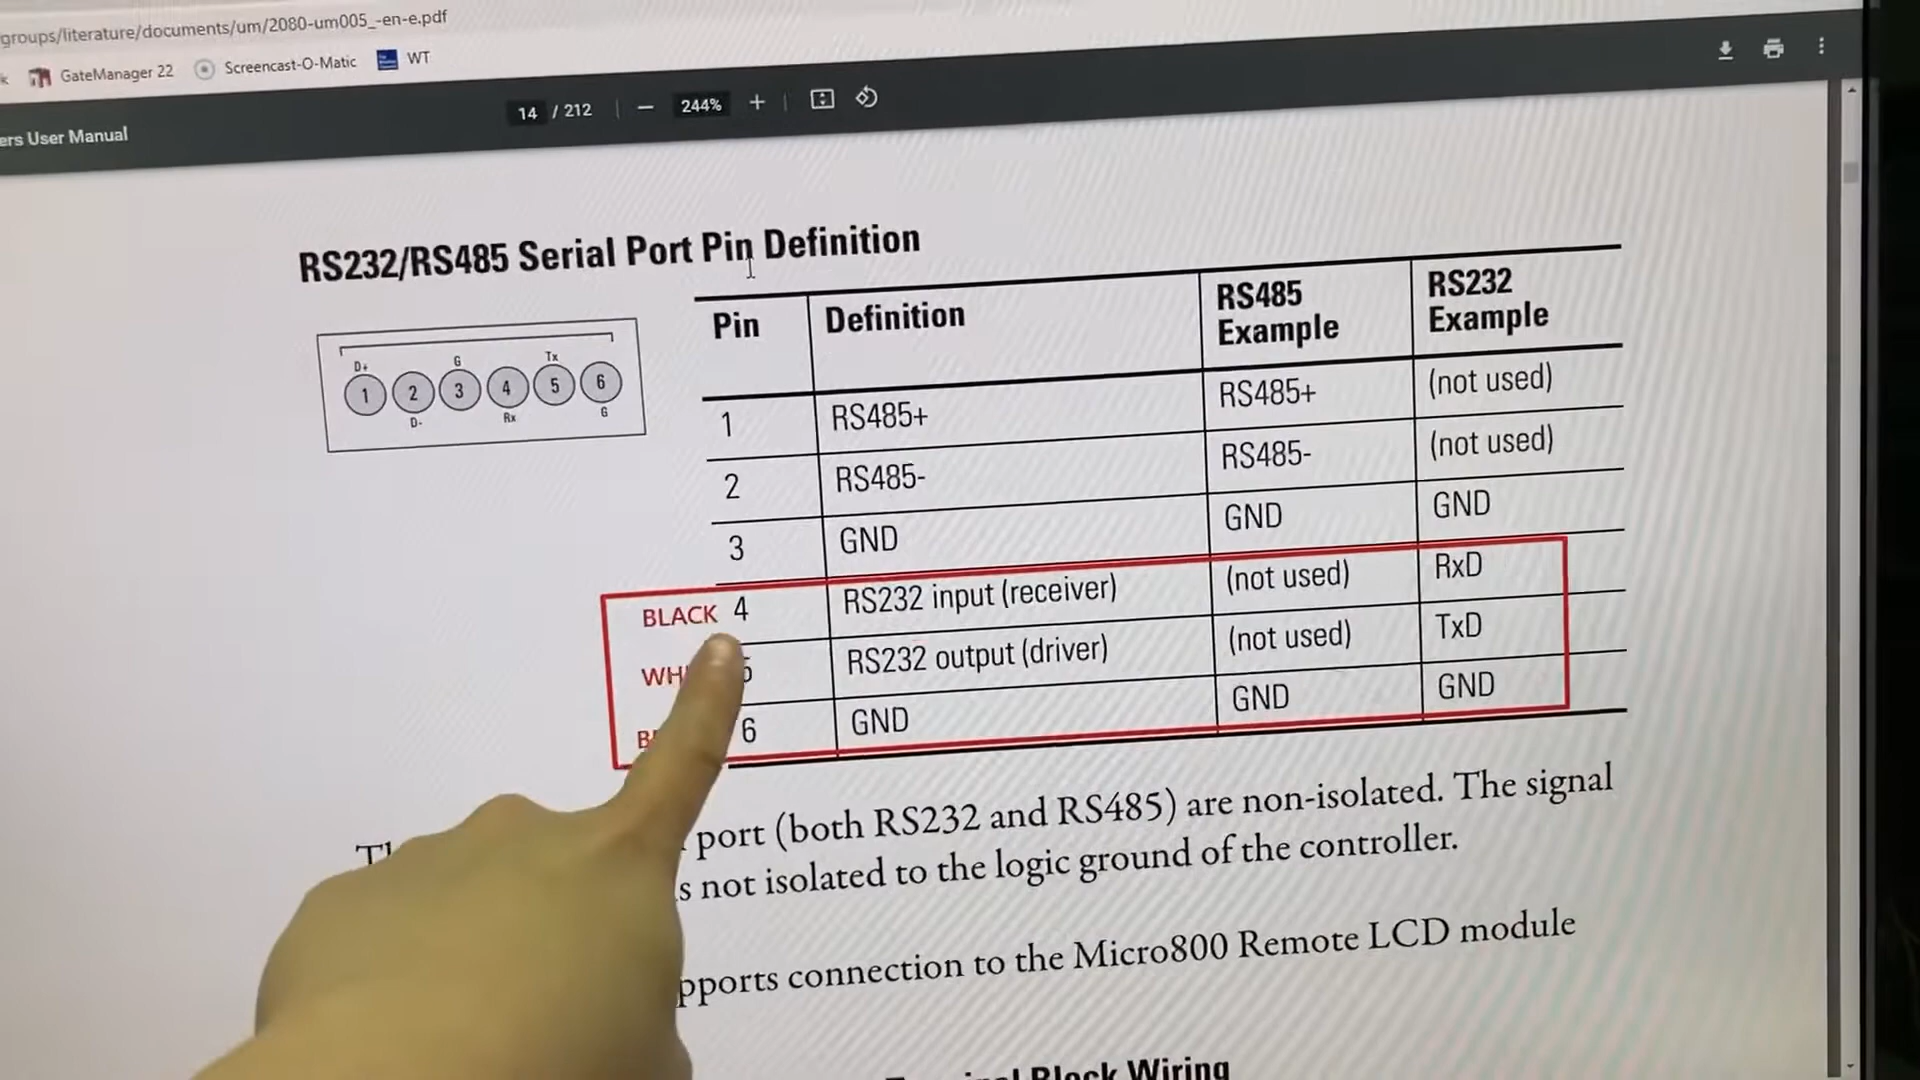 groups/literature/documents/um/2080-um005_-en-e.pdf
GateManager 22 Screencast-O-Matic WT
ers User Manual
14 / 212 − 244% +
RS232/RS485 Serial Port Pin Definition
D+ G Tx
1 2 3 4 5 6
D- Rx G
Pin Definition RS485 Example RS232 Example
1 RS485+ RS485+ (not used)
2 RS485- RS485- (not used)
3 GND GND GND
BLACK 4 RS232 input (receiver) (not used) RxD
RS232 output (driver) (not used) TxD
6 GND GND GND
port (both RS232 and RS485) are non-isolated. The signal
not isolated to the logic ground of the controller.
connection to the Micro800 Remote LCD module
Block Wiring